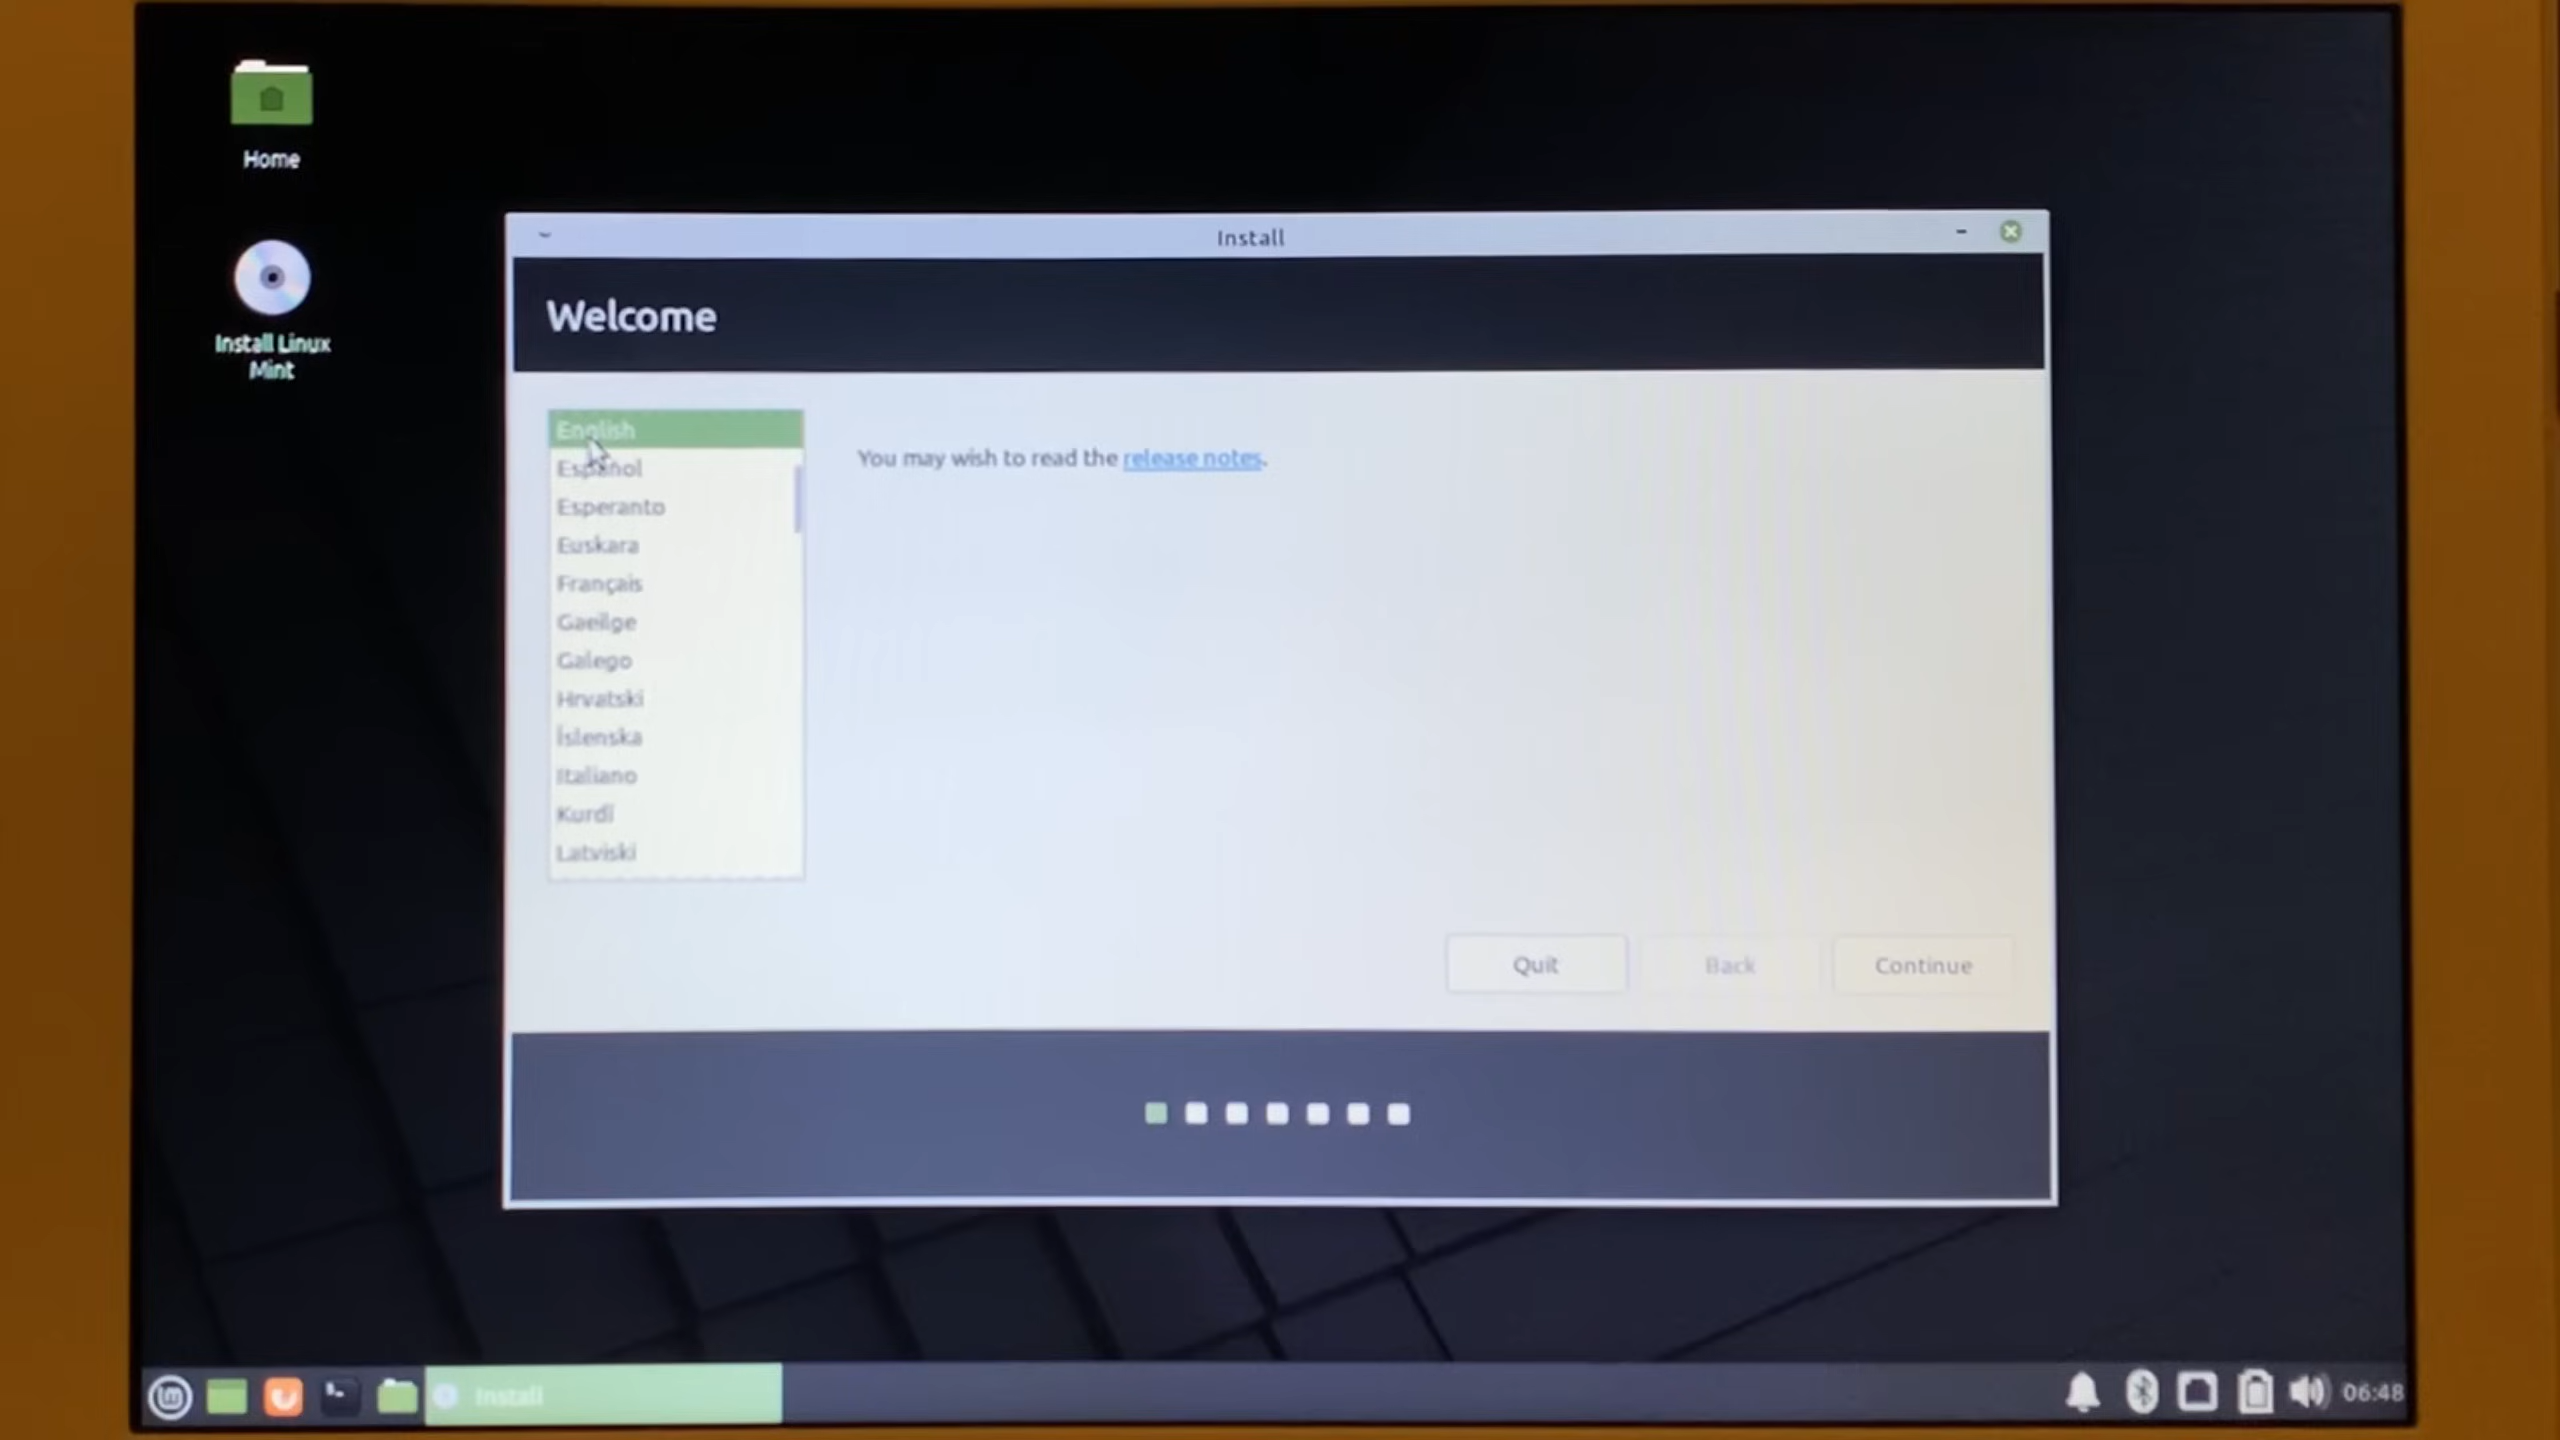 Home
Install Linux
Mint
Install
Welcome
English
Español
Esperanto
Euskara
Français
Gaeilge
Galego
Hrvatski
Íslenska
Italiano
Kurdî
Latviski
You may wish to read the release notes.
Quit
Back
Continue
Install
06:48